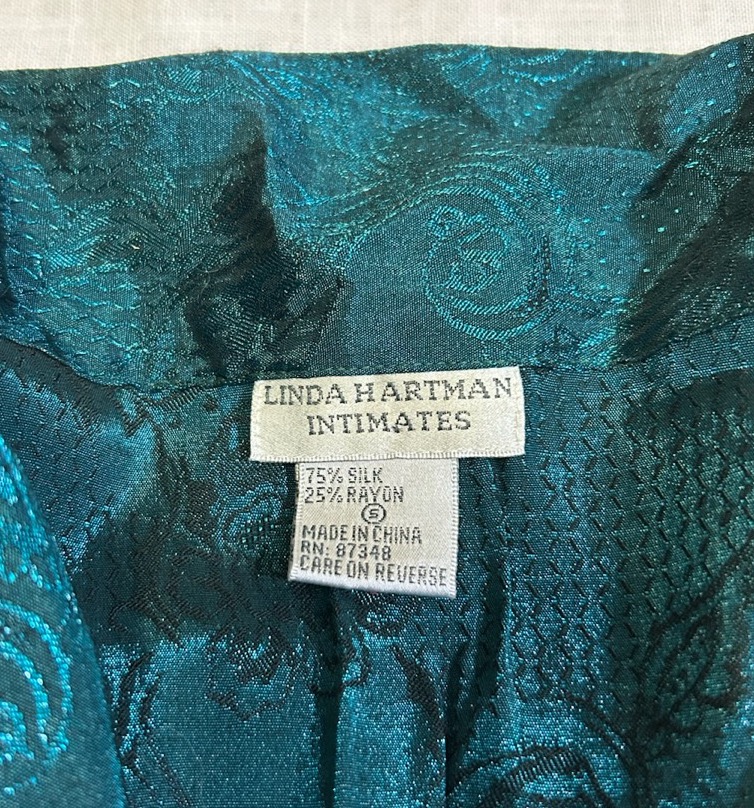 LINDA HARTMAN
INTIMATES
75% SILK
25% RAYON
S
MADE IN CHINA
RN: 87348
CARE ON REVERSE